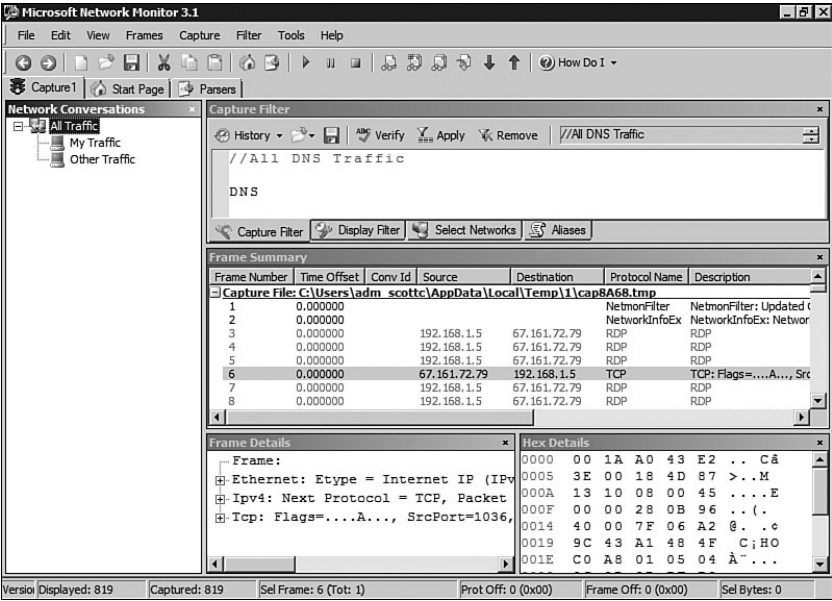 Microsoft Network Monitor 3.1
File Edit View Frames Capture Filter Tools Help
How Do I
Capture1 Start Page Parsers
Network Conversations
All Traffic
My Traffic
Other Traffic
Capture Filter
History Verify Apply Remove //All DNS Traffic
//All DNS Traffic
DNS
Capture Filter Display Filter Select Networks Aliases
Frame Summary
Frame Number Time Offset Conv Id Source Destination Protocol Name Description
Capture File: C:\Users\adm_scottc\AppData\Local\Temp\1\cap8A68.tmp
1 0.000000 NetmonFilter NetmonFilter: Updated
2 0.000000 NetworkInfoEx NetworkInfoEx: Networ
3 0.000000 192.168.1.5 67.161.72.79 RDP RDP
4 0.000000 192.168.1.5 67.161.72.79 RDP RDP
5 0.000000 192.168.1.5 67.161.72.79 RDP RDP
6 0.000000 67.161.72.79 192.168.1.5 TCP TCP: Flags=....A..., Src
7 0.000000 192.168.1.5 67.161.72.79 RDP RDP
8 0.000000 192.168.1.5 67.161.72.79 RDP RDP
Frame Details
Frame:
Ethernet: Etype = Internet IP (IPv
Ipv4: Next Protocol = TCP, Packet
Tcp: Flags=....A..., SrcPort=1036,
Hex Details
0000 00 1A A0 43 E2 .. Câ
0005 3E 00 18 4D 87 >..M
000A 13 10 08 00 45 ....E
000F 00 00 28 0B 96 ..(.
0014 40 00 7F 06 A2 @. .¢
0019 9C 43 A1 48 4F C¡HO
001E C0 A8 01 05 04 À¨...
Versio Displayed: 819 Captured: 819 Sel Frame: 6 (Tot: 1) Prot Off: 0 (0x00) Frame Off: 0 (0x00) Sel Bytes: 0